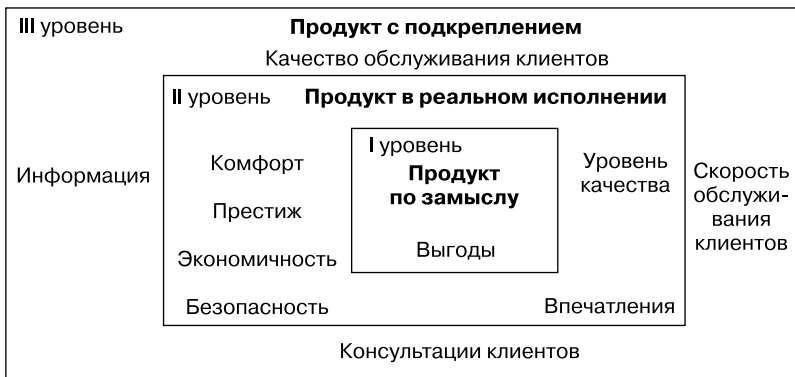 III уровень Продукт с подкреплением
Качество обслуживания клиентов
II уровень Продукт в реальном исполнении
I уровень
Продукт
по замыслу
Выгоды
Информация
Комфорт
Престиж
Экономичность
Безопасность
Уровень
качества
Впечатления
Скорость
обслужи-
вания
клиентов
Консультации клиентов